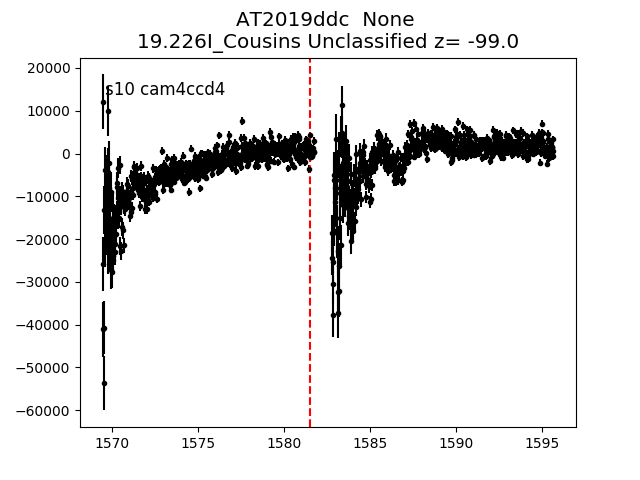 AT2019ddc  None
19.226I_Cousins Unclassified z= -99.0
s10 cam4ccd4
20000
10000
0
−10000
−20000
−30000
−40000
−50000
−60000
1570 1575 1580 1585 1590 1595